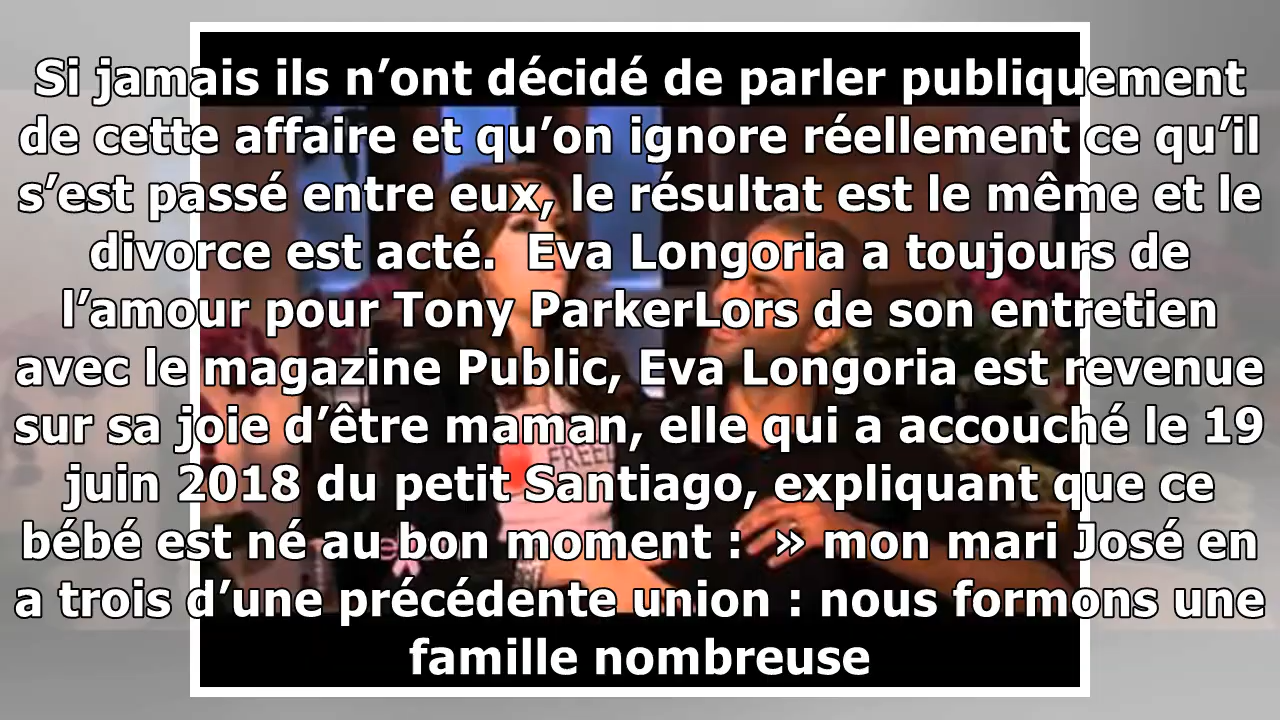 Si jamais ils n’ont décidé de parler publiquement
de cette affaire et qu’on ignore réellement ce qu’il
s’est passé entre eux, le résultat est le même et le
divorce est acté.  Eva Longoria a toujours de
l’amour pour Tony ParkerLors de son entretien
avec le magazine Public, Eva Longoria est revenue
sur sa joie d’être maman, elle qui a accouché le 19
juin 2018 du petit Santiago, expliquant que ce
bébé est né au bon moment :  » mon mari José en
a trois d’une précédente union : nous formons une
famille nombreuse